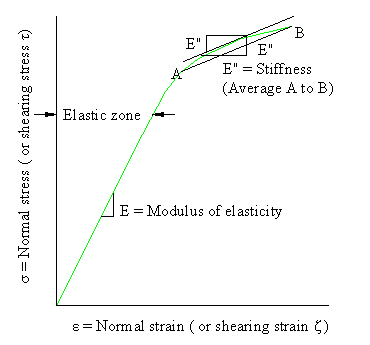 B
E"
E"
A
E" = Stiffness
(Average A to B)
Elastic zone
E = Modulus of elasticity
σ = Normal stress ( or shearing stress τ)
ε = Normal strain ( or shearing strain ζ )